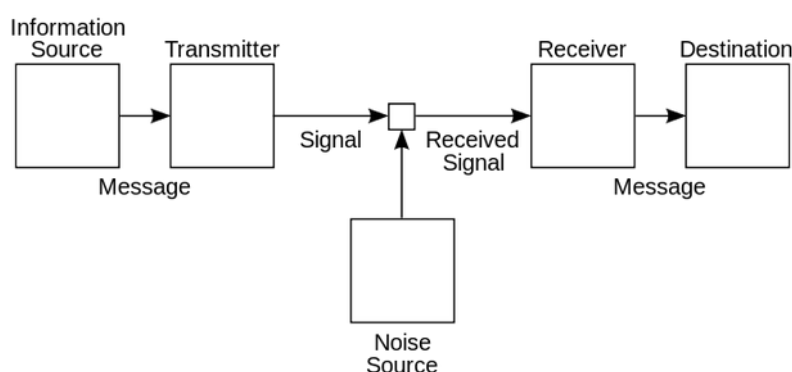 Information
Source
Transmitter
Receiver
Destination
Signal
Received
Signal
Message
Message
Noise
Source